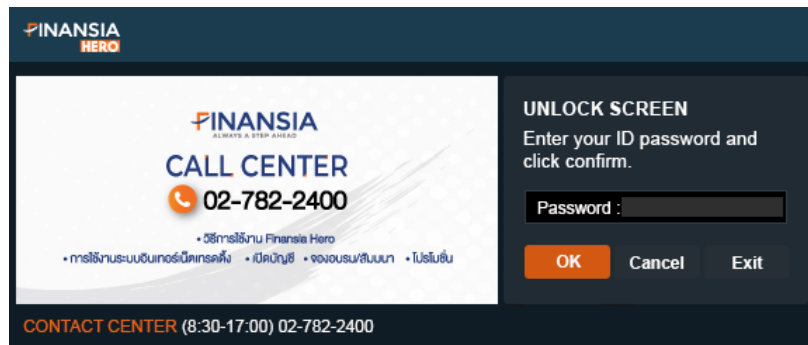 FINANSIA
HERO
FINANSIA
ALWAYS A STEP AHEAD
CALL CENTER
02-782-2400
• วิธีการใช้งาน Finansia Hero
• การใช้งานระบบอินเทอร์เน็ตเทรดดิ้ง • เปิดบัญชี • จองอบรม/สัมมนา • โปรโมชั่น
UNLOCK SCREEN
Enter your ID password and
click confirm.
Password :
OK Cancel Exit
CONTACT CENTER (8:30-17:00) 02-782-2400